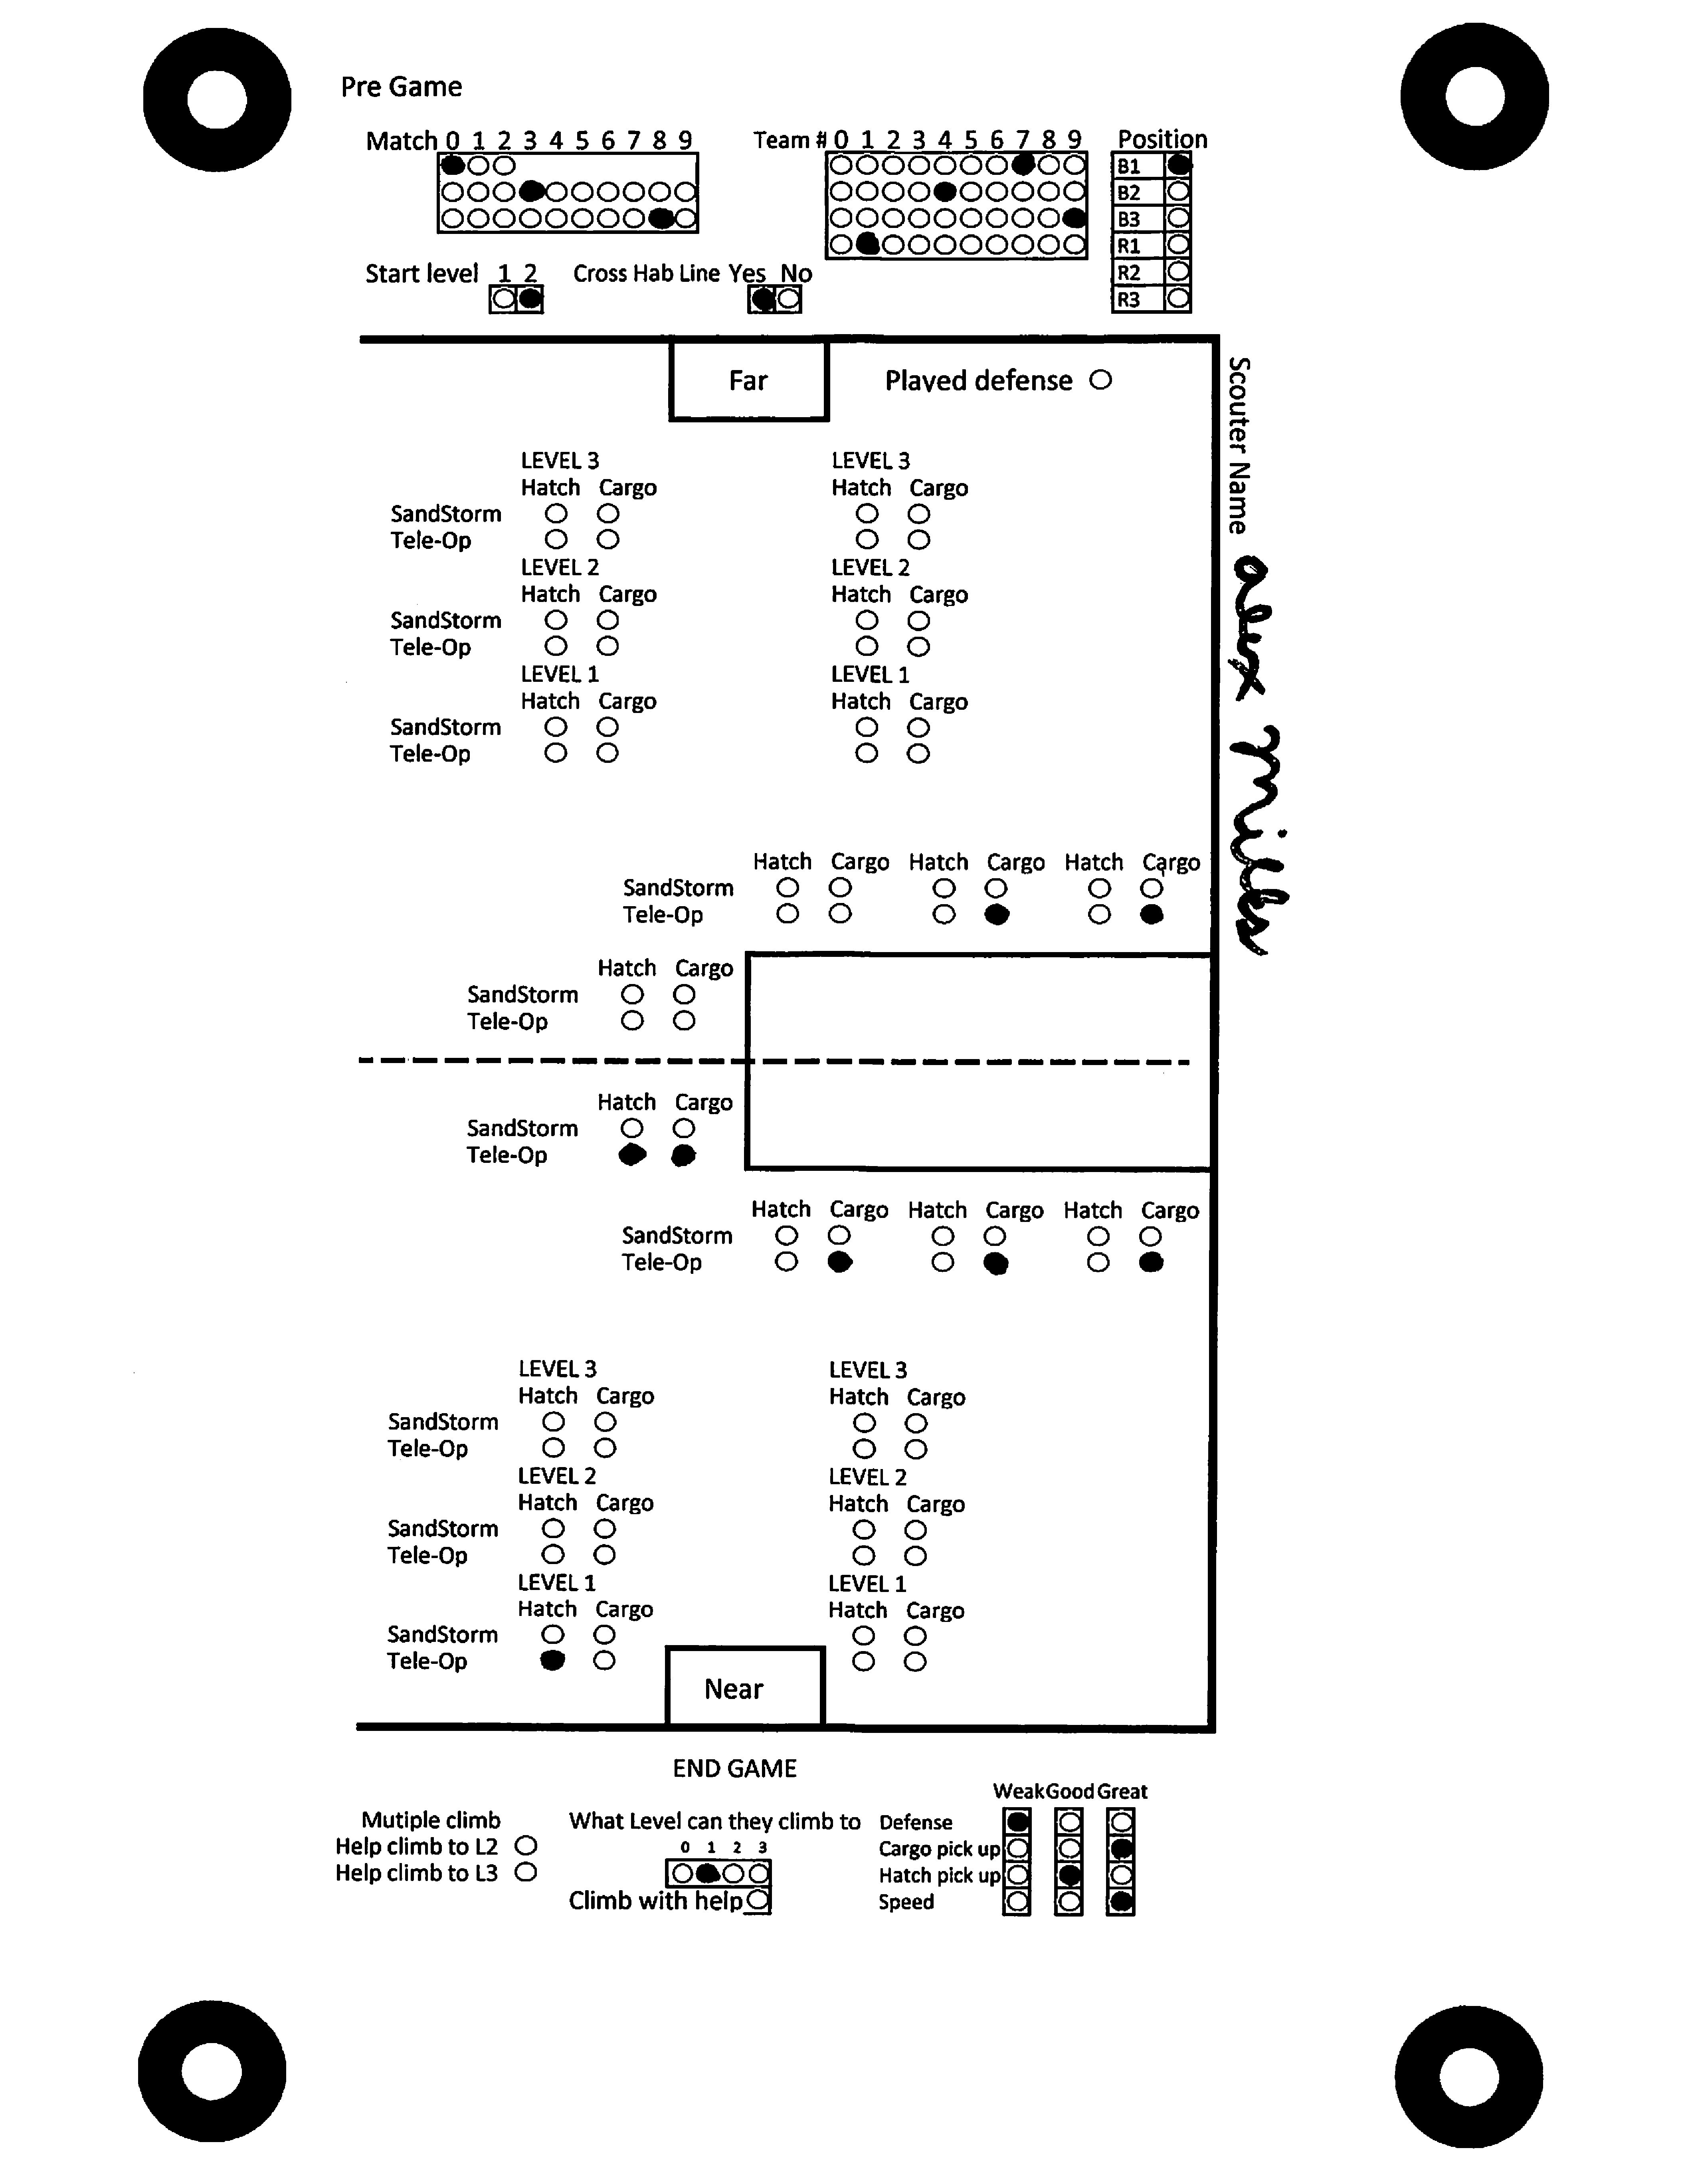 Pre Game
Match 0 1 2 3 4 5 6 7 8 9
Team # 0 1 2 3 4 5 6 7 8 9
Position
B1
B2
B3
R1
R2
R3
Start level 1 2
Cross Hab Line Yes No
Far
Plaved defense
Scouter Name
LEVEL 3 LEVEL 3
Hatch Cargo Hatch Cargo
SandStorm
Tele-Op
LEVEL 2 LEVEL 2
Hatch Cargo Hatch Cargo
SandStorm
Tele-Op
LEVEL 1 LEVEL 1
Hatch Cargo Hatch Cargo
SandStorm
Tele-Op
Hatch Cargo Hatch Cargo Hatch Cargo
SandStorm
Tele-Op
Hatch Cargo
SandStorm
Tele-Op
Hatch Cargo
SandStorm
Tele-Op
Hatch Cargo Hatch Cargo Hatch Cargo
SandStorm
Tele-Op
LEVEL 3 LEVEL 3
Hatch Cargo Hatch Cargo
SandStorm
Tele-Op
LEVEL 2 LEVEL 2
Hatch Cargo Hatch Cargo
SandStorm
Tele-Op
LEVEL 1 LEVEL 1
Hatch Cargo Hatch Cargo
SandStorm
Tele-Op
Near
END GAME
Mutiple climb
Help climb to L2
Help climb to L3
What Level can they climb to
0 1 2 3
Climb with help
Weak Good Great
Defense
Cargo pick up
Hatch pick up
Speed